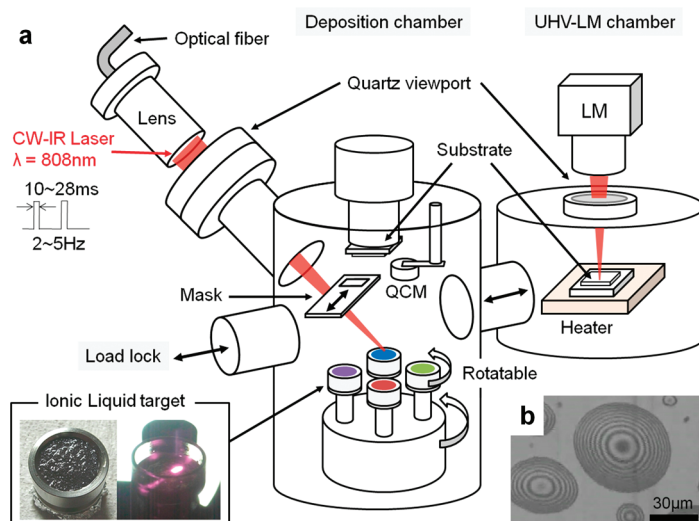 a
Deposition chamber
UHV-LM chamber
Optical fiber
Lens
Quartz viewport
LM
CW-IR Laser
λ = 808nm
10~28ms
2~5Hz
Substrate
Mask
QCM
Heater
Load lock
Rotatable
Ionic Liquid target
b
30μm